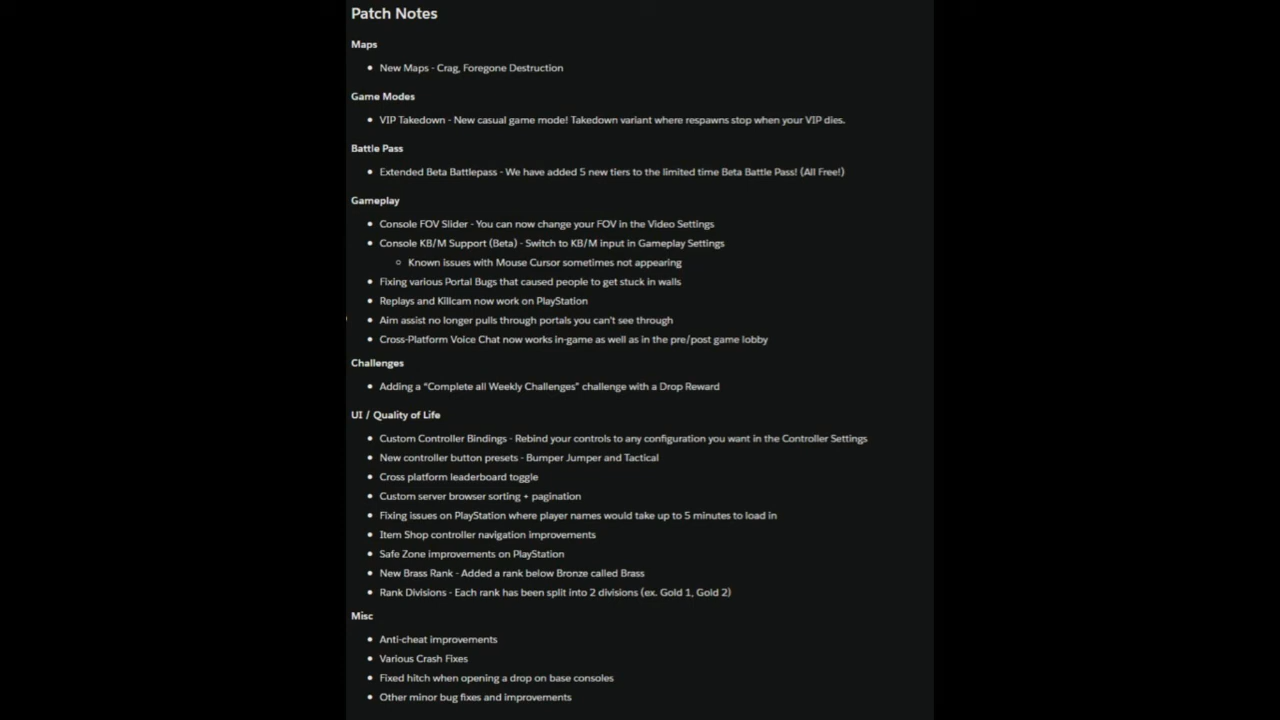 Patch Notes
Maps
• New Maps - Crag, Foregone Destruction
Game Modes
• VIP Takedown - New casual game mode! Takedown variant where respawns stop when your VIP dies.
Battle Pass
• Extended Beta Battlepass - We have added 5 new tiers to the limited time Beta Battle Pass! (All Free!)
Gameplay
• Console FOV Slider - You can now change your FOV in the Video Settings
• Console KB/M Support (Beta) - Switch to KB/M input in Gameplay Settings
◦ Known issues with Mouse Cursor sometimes not appearing
• Fixing various Portal Bugs that caused people to get stuck in walls
• Replays and Killcam now work on PlayStation
• Aim assist no longer pulls through portals you can't see through
• Cross-Platform Voice Chat now works in-game as well as in the pre/post game lobby
Challenges
• Adding a “Complete all Weekly Challenges” challenge with a Drop Reward
UI / Quality of Life
• Custom Controller Bindings - Rebind your controls to any configuration you want in the Controller Settings
• New controller button presets - Bumper Jumper and Tactical
• Cross platform leaderboard toggle
• Custom server browser sorting + pagination
• Fixing issues on PlayStation where player names would take up to 5 minutes to load in
• Item Shop controller navigation improvements
• Safe Zone improvements on PlayStation
• New Brass Rank - Added a rank below Bronze called Brass
• Rank Divisions - Each rank has been split into 2 divisions (ex. Gold 1, Gold 2)
Misc
• Anti-cheat improvements
• Various Crash Fixes
• Fixed hitch when opening a drop on base consoles
• Other minor bug fixes and improvements